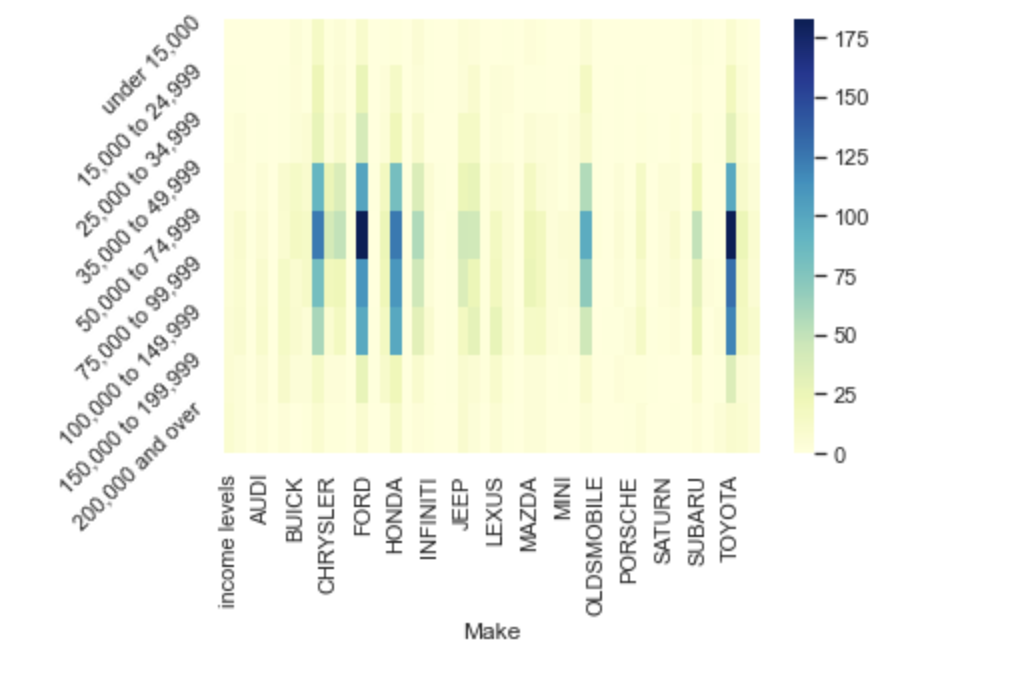 under 15,000
15,000 to 24,999
25,000 to 34,999
35,000 to 49,999
50,000 to 74,999
75,000 to 99,999
100,000 to 149,999
150,000 to 199,999
200,000 and over
175
150
125
100
75
50
25
0
income levels
AUDI
BUICK
CHRYSLER
FORD
HONDA
INFINITI
JEEP
LEXUS
MAZDA
MINI
OLDSMOBILE
PORSCHE
SATURN
SUBARU
TOYOTA
Make